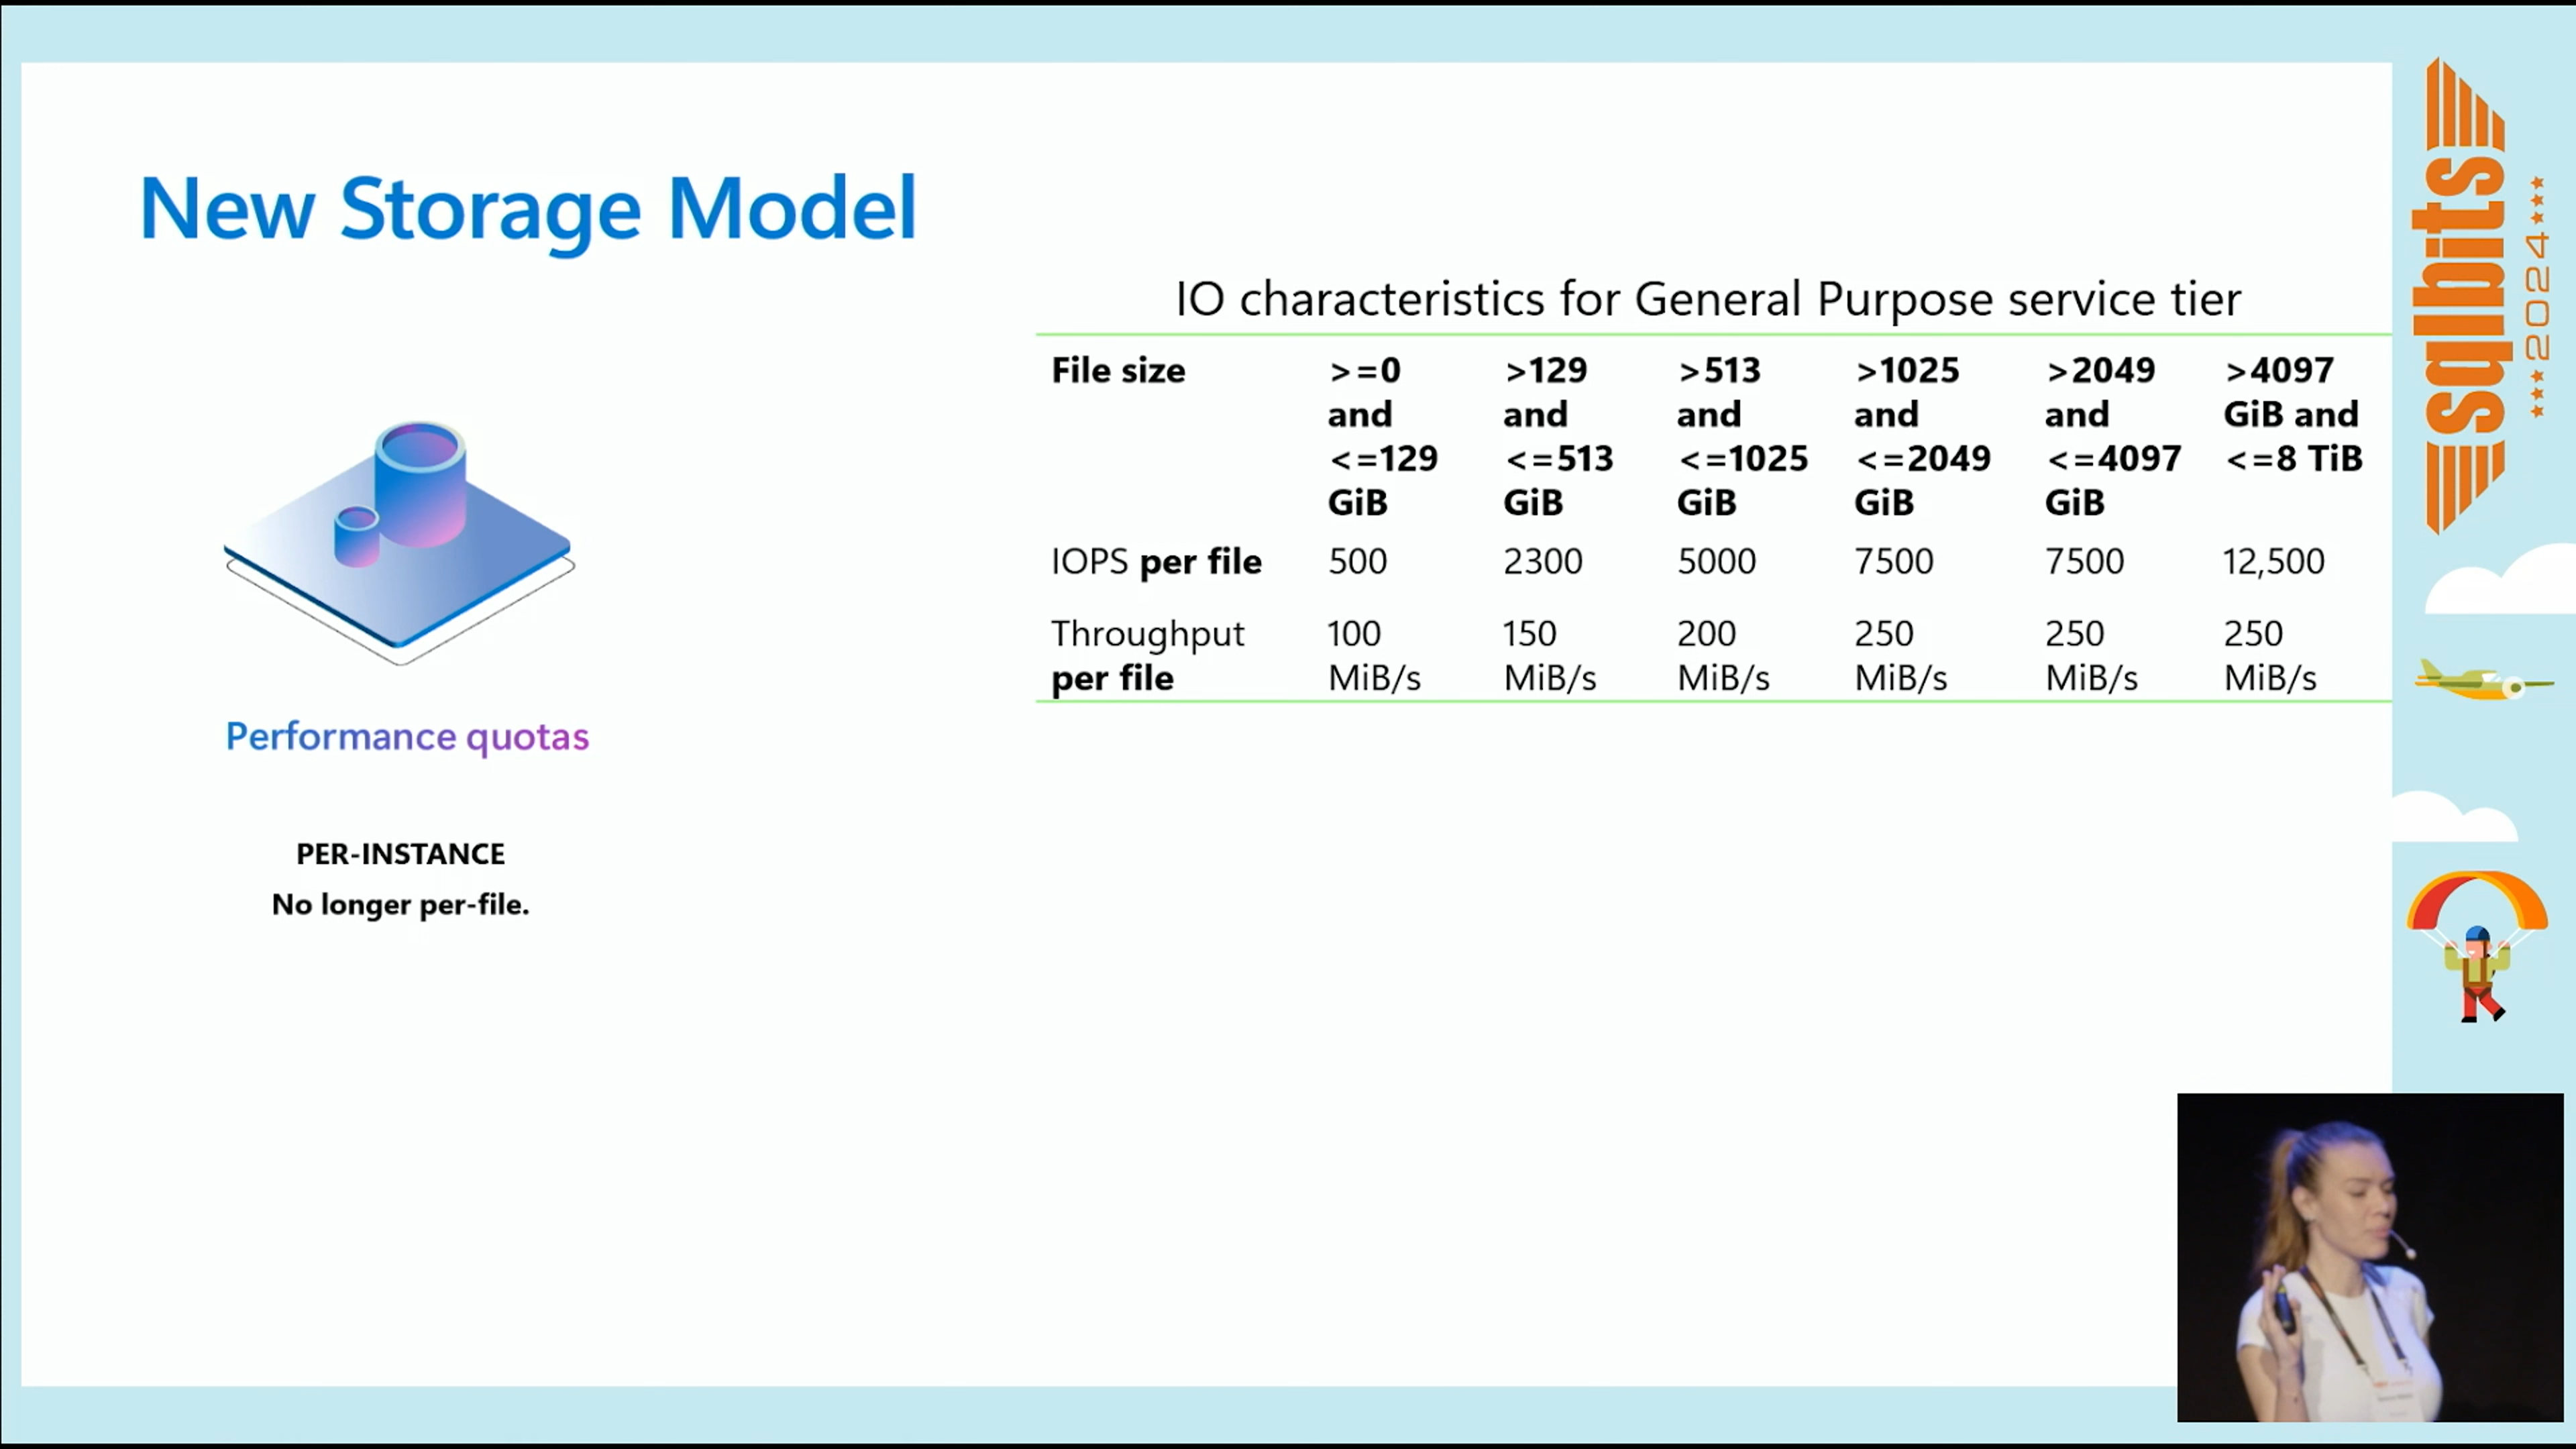 New Storage Model
IO characteristics for General Purpose service tier
File size >=0 and <=129 GiB >129 and <=513 GiB >513 and <=1025 GiB >1025 and <=2049 GiB >2049 and <=4097 GiB >4097 GiB and <=8 TiB
IOPS per file 500 2300 5000 7500 7500 12,500
Throughput per file 100 MiB/s 150 MiB/s 200 MiB/s 250 MiB/s 250 MiB/s 250 MiB/s
Performance quotas
PER-INSTANCE
No longer per-file.
sqlbits
2024